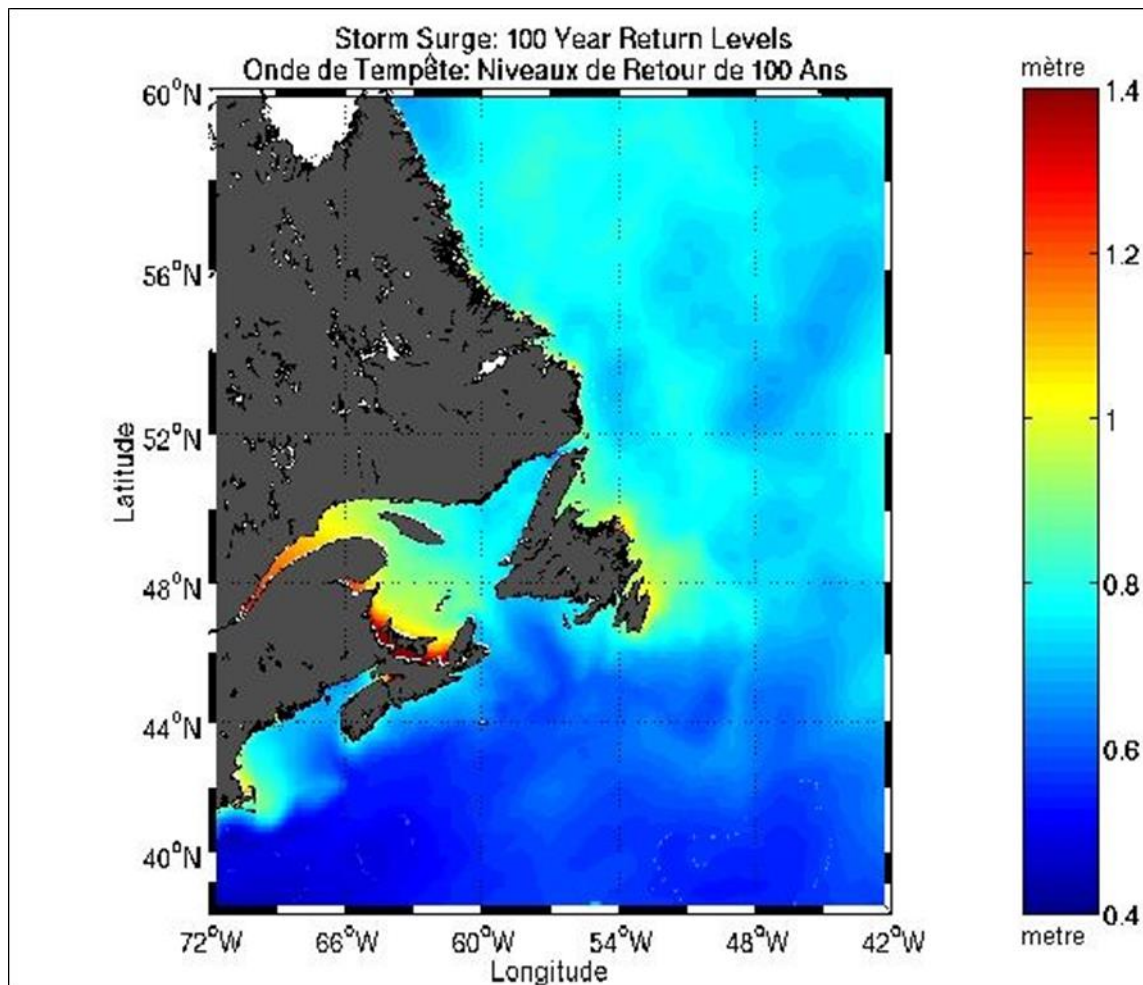 Storm Surge: 100 Year Return Levels
Onde de Tempête: Niveaux de Retour de 100 Ans
mètre
60°N
1.4
56°N
1.2
52°N
1
Latitude
48°N
0.8
44°N
0.6
40°N
0.4
72°W 66°W 60°W 54°W 48°W 42°W
metre
Longitude